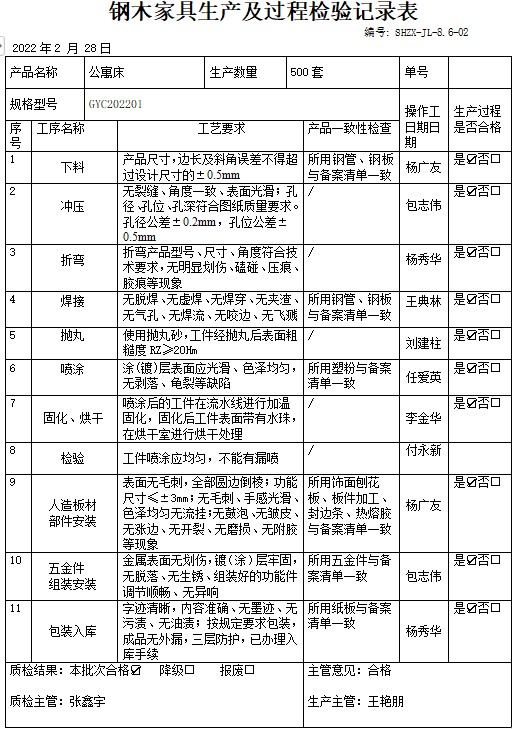 钢木家具生产及过程检验记录表
编号: SHZX-JL-8.6-02
2022年2 月 28日
产品名称 公寓床 生产数量 500套 单号
规格型号 GYC202201 操作工日期日期 生产过程是否合格
序号 工序名称 工艺要求 产品一致性检查
1 下料 产品尺寸，边长及斜角误差不得超 所用钢管、钢板 杨广友 是☑否□
过设计尺寸的±0.5mm 与备案清单一致
2 冲压 无裂缝、角度一致、表面光滑；孔 / 包志伟 是☑否□
径、孔位、孔深符合图纸质量要求。
孔径公差±0.2mm，孔位公差±
0.5mm
3 折弯 折弯产品型号、尺寸、角度符合技 / 杨秀华 是☑否□
术要求，无明显划伤、磕碰、压痕、
胶痕等现象
4 焊接 无脱焊、无虚焊、无焊穿、无夹渣、 所用钢管、钢板 王典林 是☑否□
无气孔、无焊流、无咬边、无飞溅 与备案清单一致
5 抛丸 使用抛丸砂，工件经抛丸后表面粗 / 刘建柱 是☑否□
糙度RZ≥20Hm
6 喷涂 涂(镀)层表面应光滑、色泽均匀， 所用塑粉与备案 任爱英 是☑否□
无剥落、龟裂等缺陷 清单一致
7 固化、烘干 喷涂后的工件在流水线进行加温 / 李金华 是☑否□
固化，固化后工件表面带有水珠，
在烘干室进行烘干处理
8 检验 工件喷涂应均匀，不能有漏喷 / 付永新
9 人造板材 表面无毛刺，全部圆边倒棱；功能 所用饰面刨花 杨广友 是☑否□
部件安装 尺寸≤±3mm；无毛刺、手感光滑、 板、板件加工、
色泽均匀无流挂；无鼓泡、无皱皮、 封边条、热熔胶
无涨边、无开裂、无磨损、无附胶 与备案清单一致
等现象
10 五金件 金属表面无划伤，镀（涂）层牢固， 所用五金件与备 包志伟 是☑否□
组装安装 无脱落、无生锈、组装好的功能件 案清单一致
调节顺畅、无异响
11 包装入库 字迹清晰，内容准确、无墨迹、无 所用纸板与备案 杨秀华 是☑否□
污渍、无油渍；按规定要求包装， 清单一致
成品无外漏，三层防护，已办理入
库手续
质检结果：本批次合格☑ 降级□ 报废□ 主管意见：合格
质检主管：张鑫宇 生产主管：王艳朋